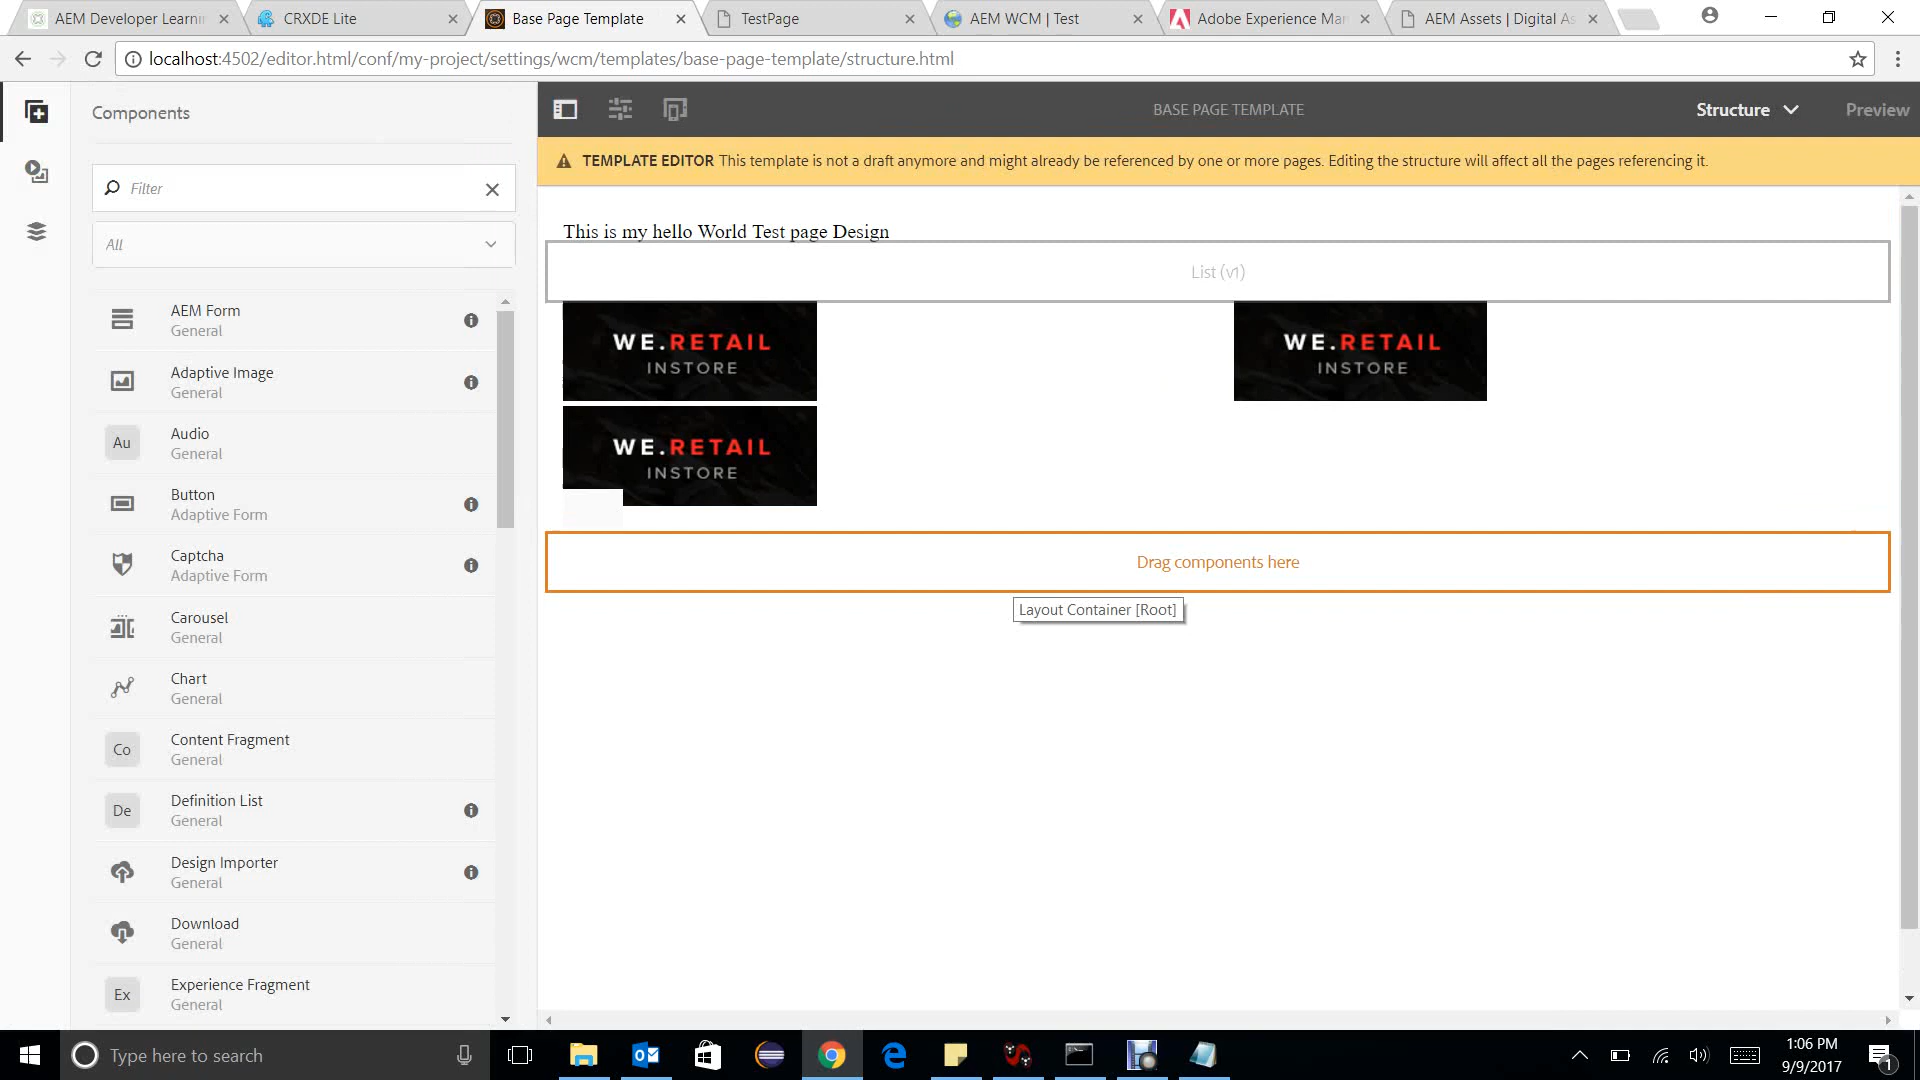 AEM Developer Learni
CRXDE Lite
Base Page Template
TestPage
AEM WCM | Test
Adobe Experience Mar
AEM Assets | Digital As
localhost:4502/editor.html/conf/my-project/settings/wcm/templates/base-page-template/structure.html
Components
BASE PAGE TEMPLATE
Structure
Preview
TEMPLATE EDITOR This template is not a draft anymore and might already be referenced by one or more pages. Editing the structure will affect all the pages referencing it.
Filter
All
This is my hello World Test page Design
List (v1)
WE.RETAIL
INSTORE
WE.RETAIL
INSTORE
WE.RETAIL
INSTORE
Drag components here
Layout Container [Root]
AEM Form
General
Adaptive Image
General
Au
Audio
General
Button
Adaptive Form
Captcha
Adaptive Form
Carousel
General
Chart
General
Co
Content Fragment
General
De
Definition List
General
Design Importer
General
Download
General
Ex
Experience Fragment
General
Type here to search
1:06 PM
9/9/2017
1